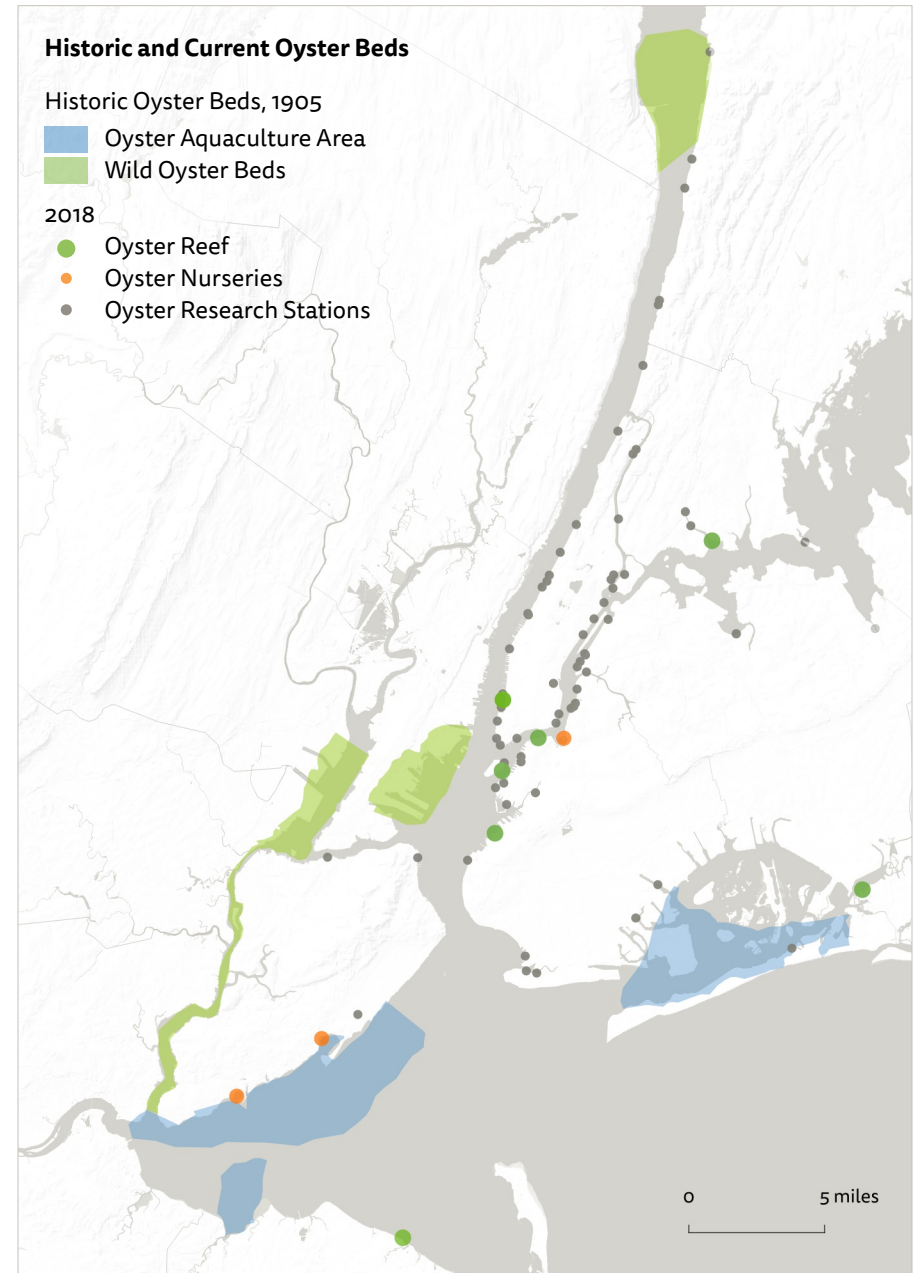 Historic and Current Oyster Beds
Historic Oyster Beds, 1905
Oyster Aquaculture Area
Wild Oyster Beds
2018
Oyster Reef
Oyster Nurseries
Oyster Research Stations
0 5 miles